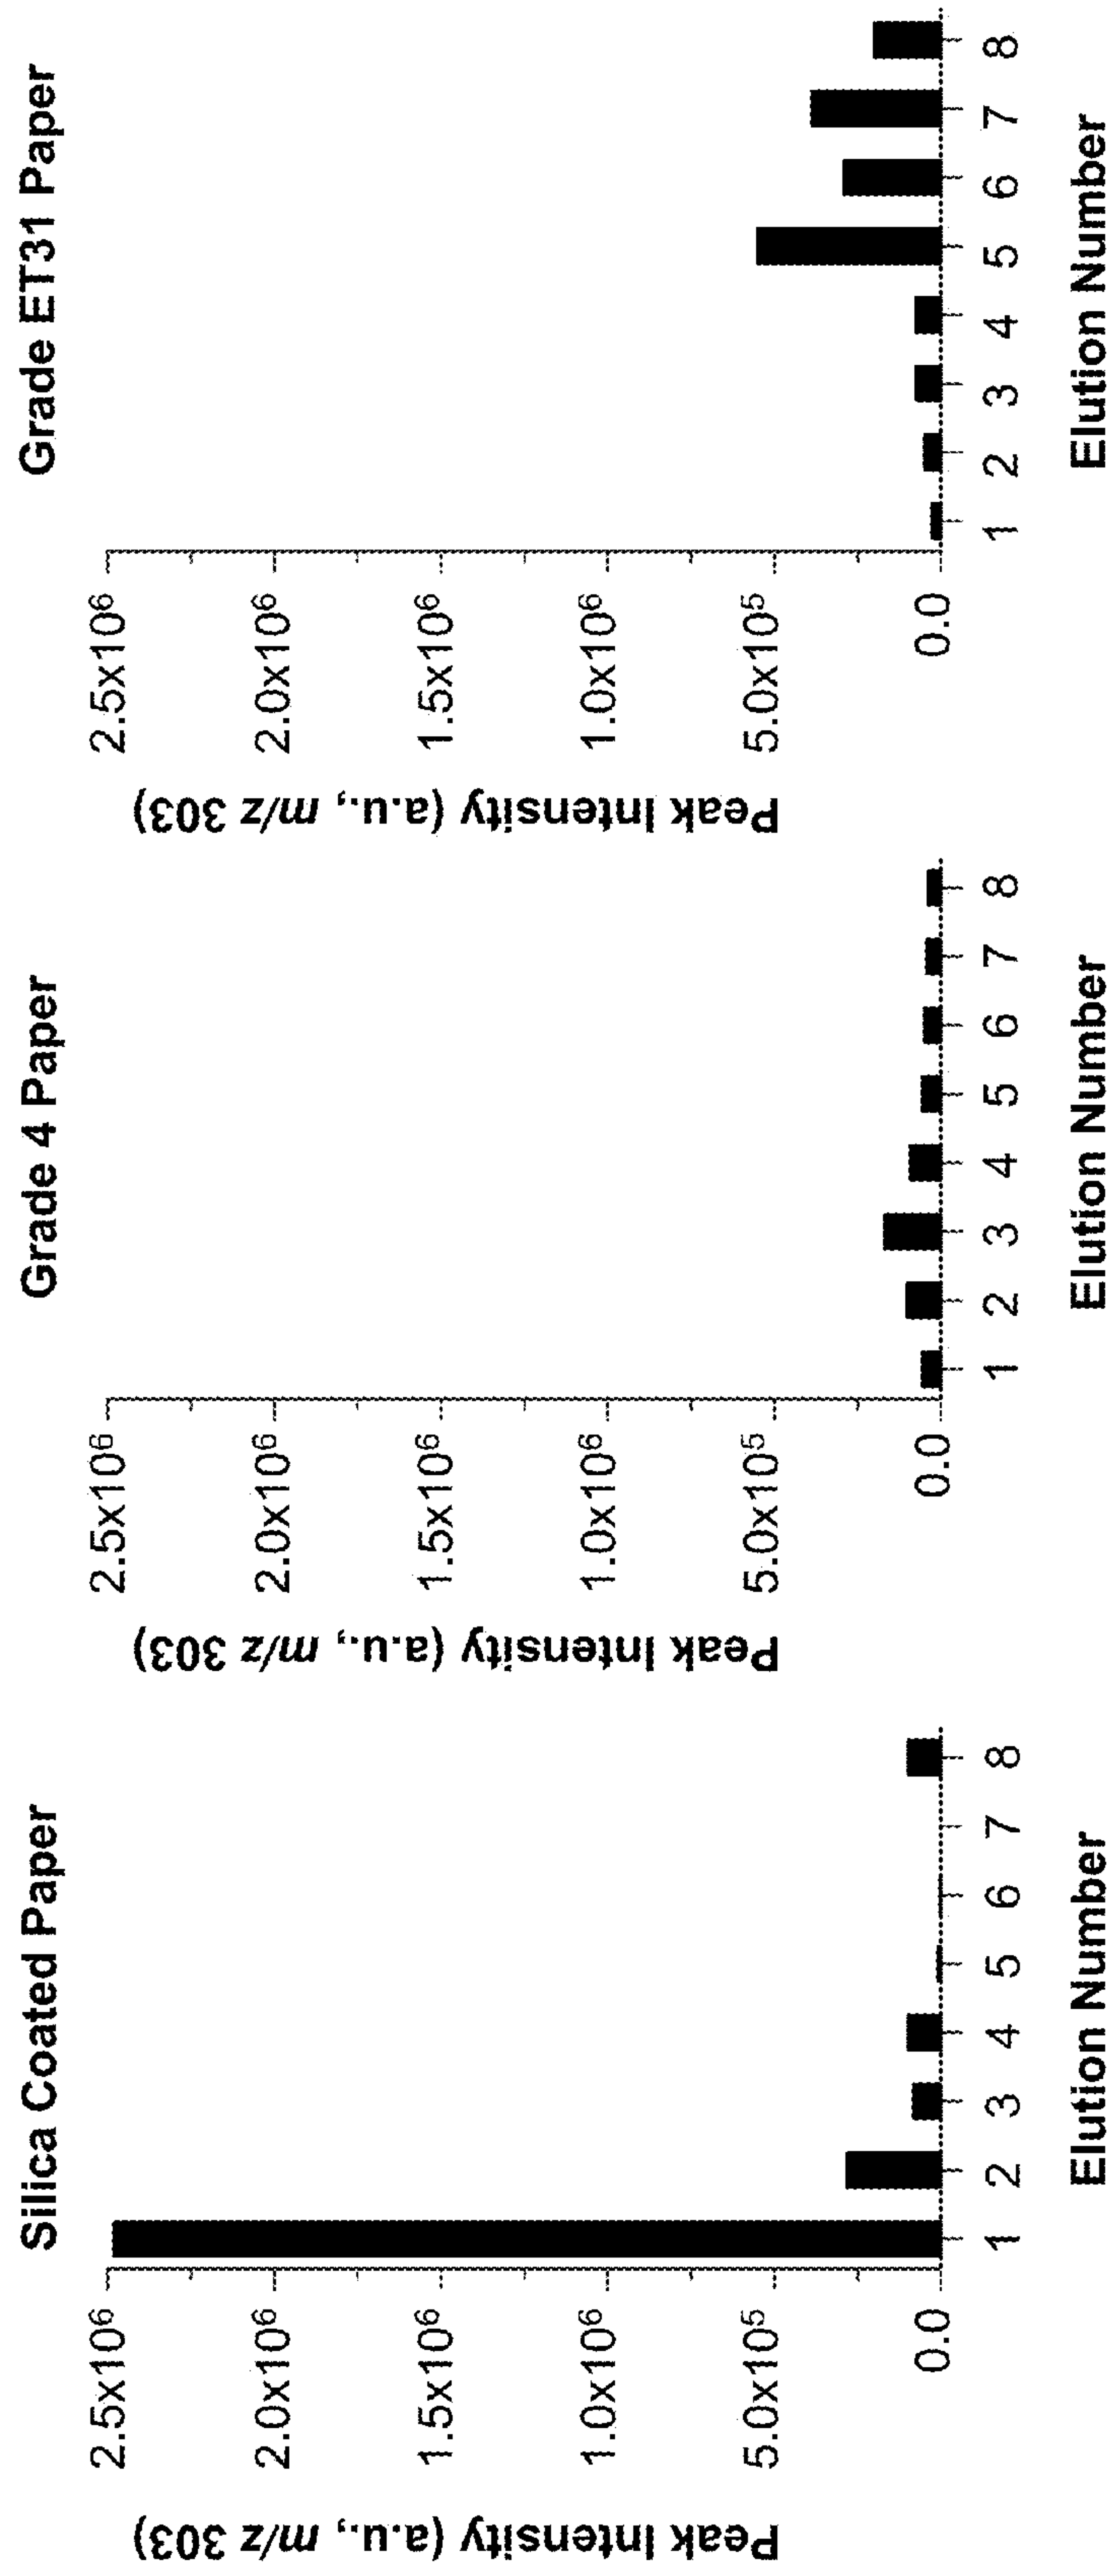 Silica Coated Paper
Peak Intensity (a.u., m/z 303)
2.5x10⁶
2.0x10⁶
1.5x10⁶
1.0x10⁶
5.0x10⁵
0.0
1 2 3 4 5 6 7 8
Elution Number
Grade 4 Paper
Peak Intensity (a.u., m/z 303)
2.5x10⁶
2.0x10⁶
1.5x10⁶
1.0x10⁶
5.0x10⁵
0.0
1 2 3 4 5 6 7 8
Elution Number
Grade ET31 Paper
Peak Intensity (a.u., m/z 303)
2.5x10⁶
2.0x10⁶
1.5x10⁶
1.0x10⁶
5.0x10⁵
0.0
1 2 3 4 5 6 7 8
Elution Number